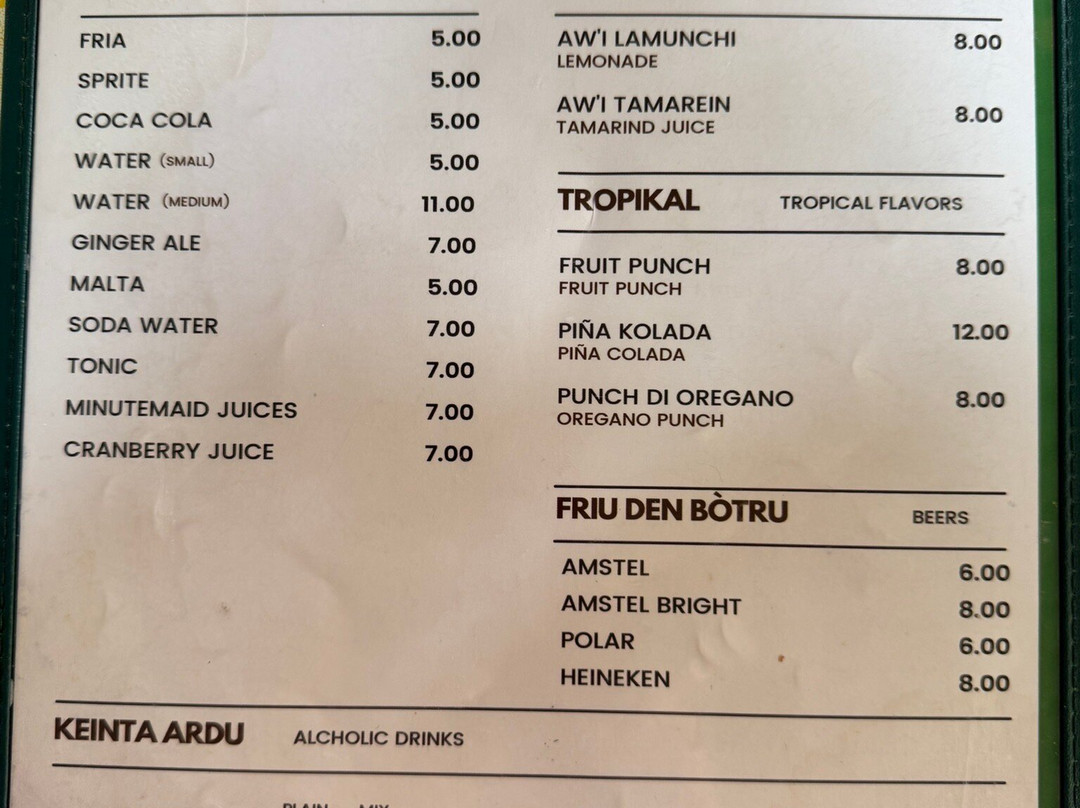 FRIA 5.00
SPRITE 5.00
COCA COLA 5.00
WATER (SMALL) 5.00
WATER (MEDIUM) 11.00
GINGER ALE 7.00
MALTA 5.00
SODA WATER 7.00
TONIC 7.00
MINUTEMAID JUICES 7.00
CRANBERRY JUICE 7.00
AW'I LAMUNCHI 8.00
LEMONADE
AW'I TAMAREIN 8.00
TAMARIND JUICE
TROPIKAL TROPICAL FLAVORS
FRUIT PUNCH 8.00
FRUIT PUNCH
PIÑA KOLADA 12.00
PIÑA COLADA
PUNCH DI OREGANO 8.00
OREGANO PUNCH
FRIU DEN BÒTRU BEERS
AMSTEL 6.00
AMSTEL BRIGHT 8.00
POLAR 6.00
HEINEKEN 8.00
KEINTA ARDU ALCHOLIC DRINKS
PLAIN MIX